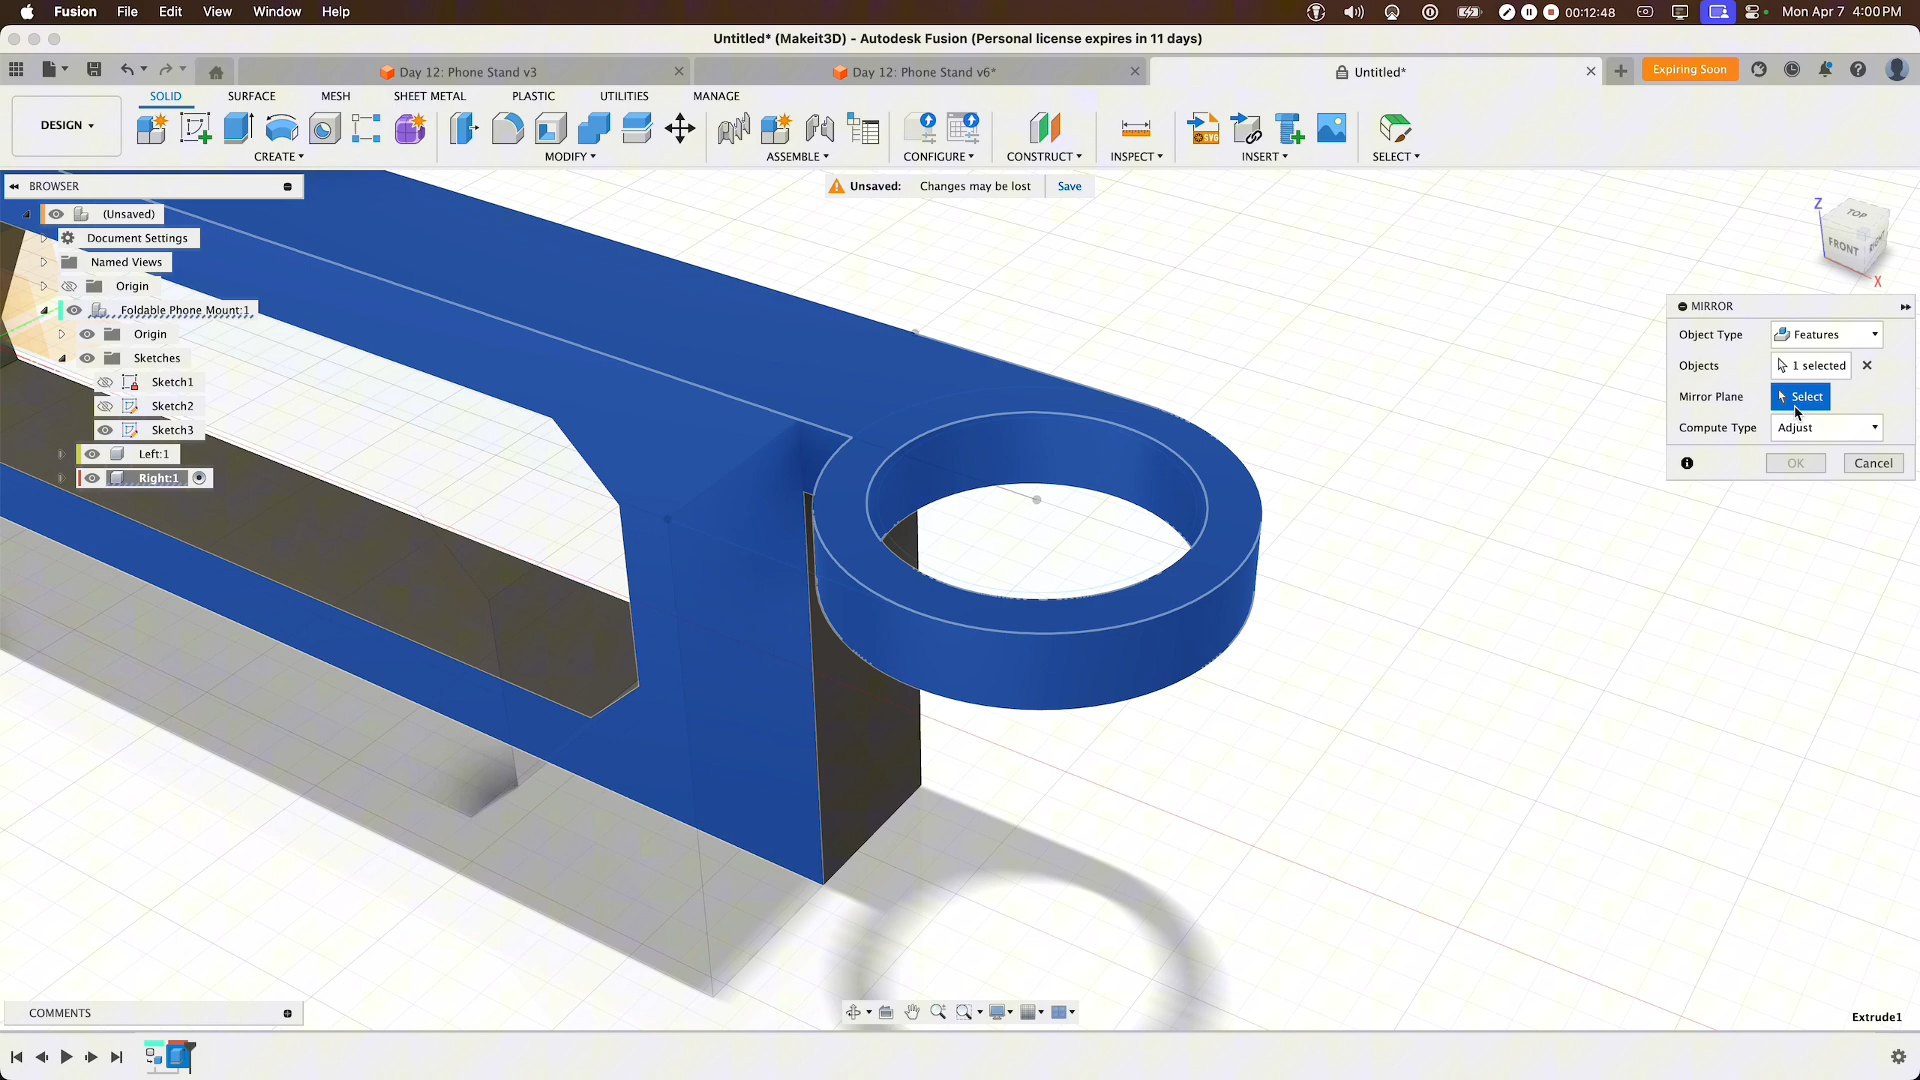 Fusion File Edit View Window Help 00:12:48 Mon Apr 7 4:00 PM
Untitled* (Makeit3D) – Autodesk Fusion (Personal license expires in 11 days)
Day 12: Phone Stand v3 Day 12: Phone Stand v6* Untitled* Expiring Soon
SOLID SURFACE MESH SHEET METAL PLASTIC UTILITIES MANAGE
DESIGN
CREATE MODIFY ASSEMBLE CONFIGURE CONSTRUCT INSPECT INSERT SELECT
BROWSER
Unsaved: Changes may be lost Save
(Unsaved)
Document Settings
Named Views
Origin
Foldable Phone Mount:1
Origin
Sketches
Sketch1
Sketch2
Sketch3
Left:1
Right:1
Z
TOP
FRONT
RIGHT
X
MIRROR
Object Type Features
Objects 1 selected
Mirror Plane Select
Compute Type Adjust
OK Cancel
COMMENTS
Extrude1